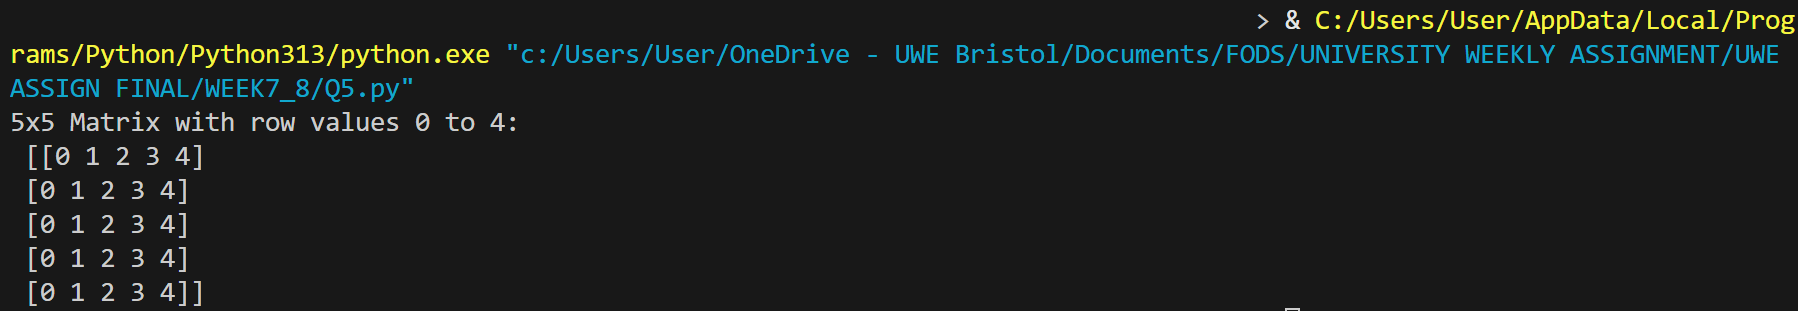 > & C:/Users/User/AppData/Local/Prog
rams/Python/Python313/python.exe "c:/Users/User/OneDrive - UWE Bristol/Documents/FODS/UNIVERSITY WEEKLY ASSIGNMENT/UWE
ASSIGN FINAL/WEEK7_8/Q5.py"
5x5 Matrix with row values 0 to 4:
 [[0 1 2 3 4]
 [0 1 2 3 4]
 [0 1 2 3 4]
 [0 1 2 3 4]
 [0 1 2 3 4]]